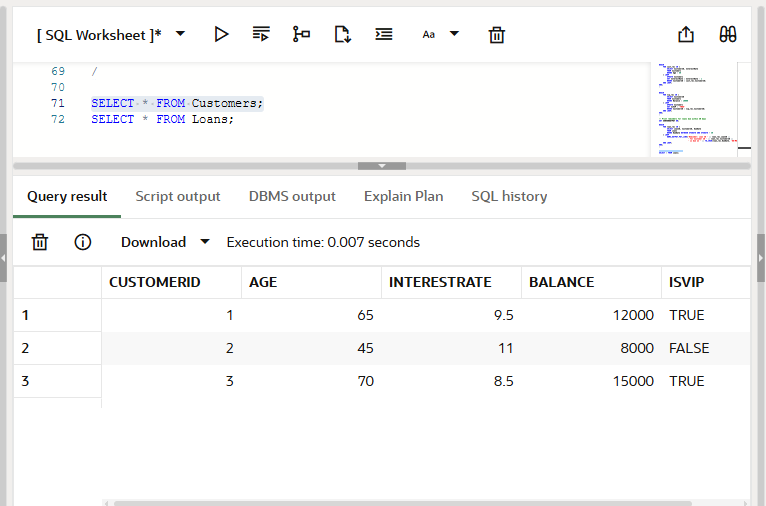 [ SQL Worksheet ]* Aa
69 /
70
71 SELECT * FROM Customers;
72 SELECT * FROM Loans;
Query result Script output DBMS output Explain Plan SQL history
Download Execution time: 0.007 seconds
CUSTOMERID AGE INTERESTRATE BALANCE ISVIP
1 1 65 9.5 12000 TRUE
2 2 45 11 8000 FALSE
3 3 70 8.5 15000 TRUE